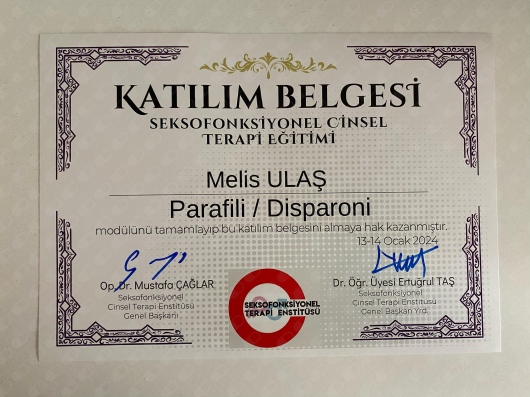 KATILIM BELGESİ
SEKSOFONKSİYONEL CİNSEL
TERAPİ EĞİTİMİ
Melis ULAŞ
Parafili / Disparoni
modülünü tamamlayıp bu katılım belgesini almaya hak kazanmıştır.
13-14 Ocak 2024
Op. Dr. Mustafa ÇAĞLAR
Seksofonksiyonel
Cinsel Terapi Enstitüsü
Genel Başkanı
SEKSOFONKSİYONEL
TERAPİ ENSTİTÜSÜ
Dr. Öğr. Üyesi Ertuğrul TAŞ
Seksofonksiyonel
Cinsel Terapi Enstitüsü
Genel Başkan Yrd.